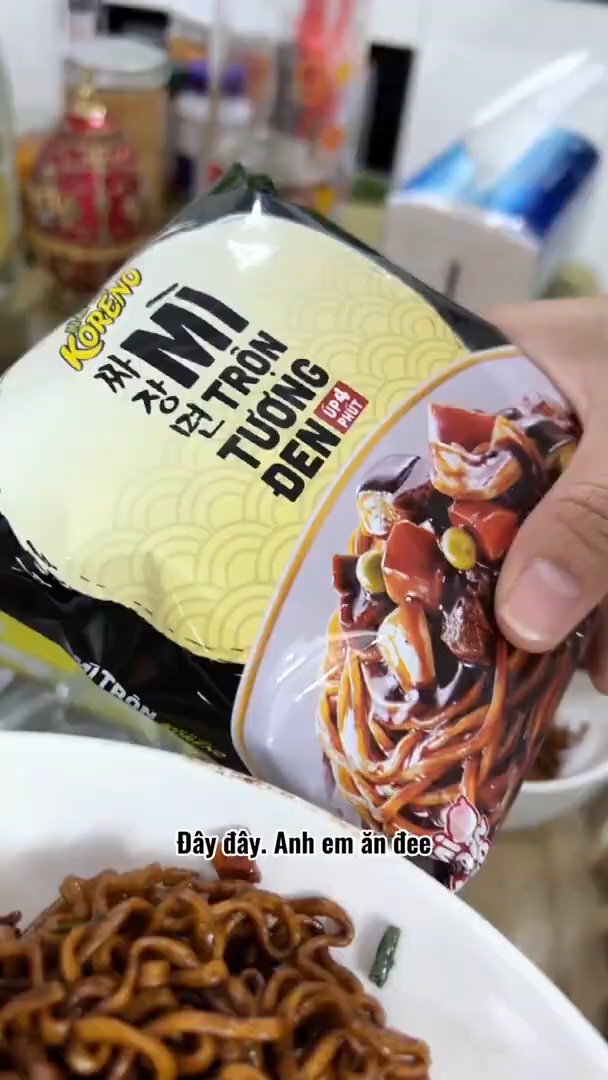 KORENO
짜장면
MÌ
TRỘN
TƯƠNG
ĐEN
ÚP 4
PHÚT
MÌ TRỘN
Đây đây. Anh em ăn đee